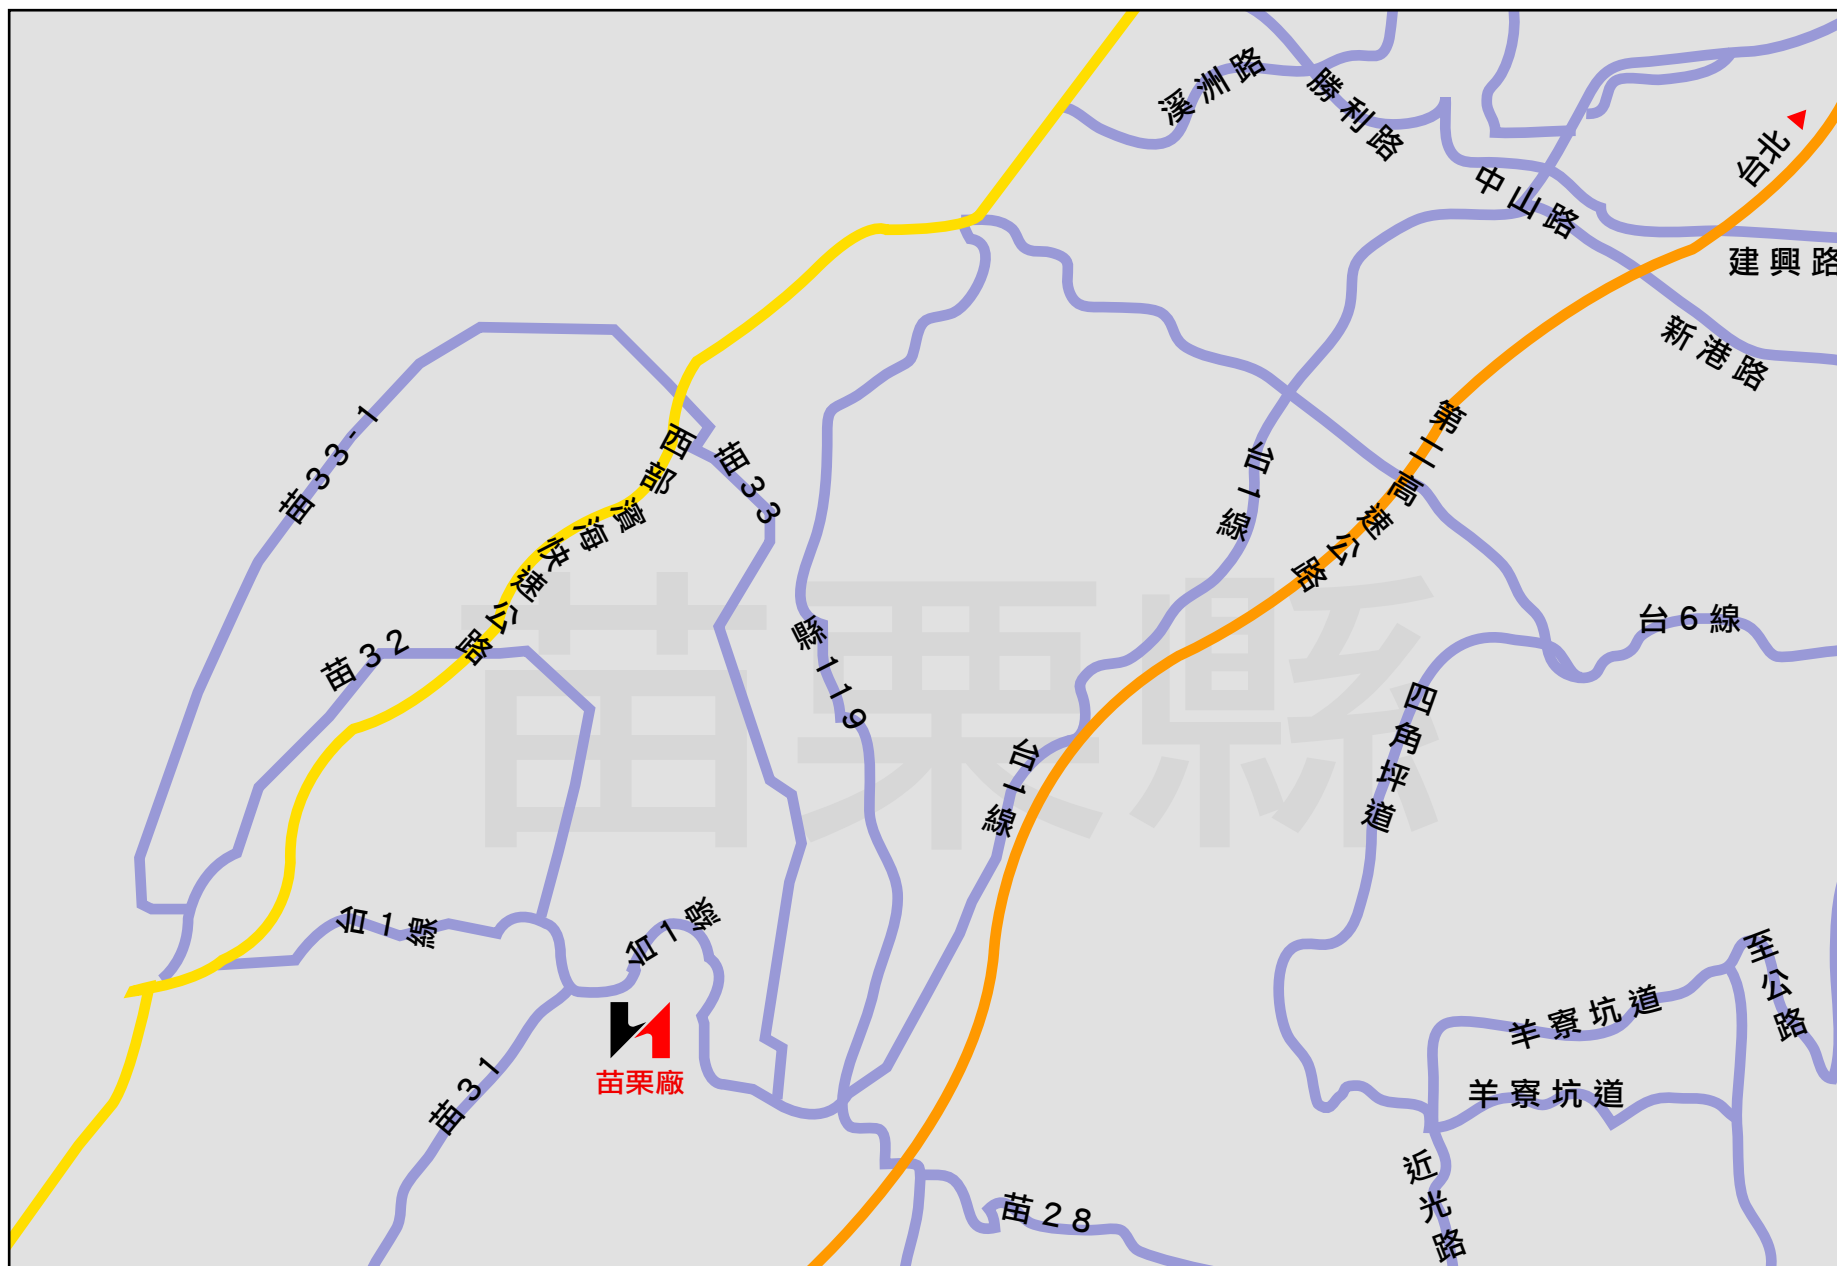 溪洲路
勝利路
台北
中山路
建興路
新港路
苗33-1
西部濱海快速公路
苗33
第二高速公路
台1線
苗32
縣119
台6線
苗栗縣
四角坪道
台1線
台1線
台1線
至公路
羊寮坑道
苗31
苗栗廠
羊寮坑道
近光路
苗28